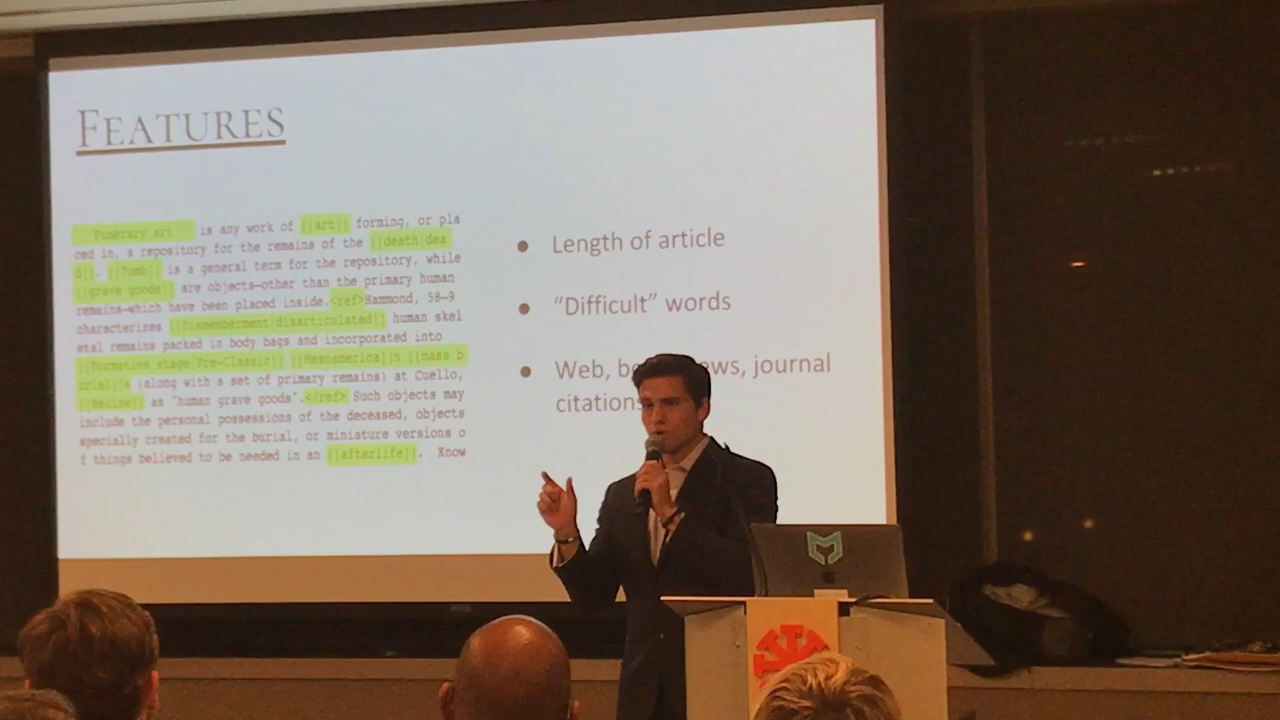 FEATURES
'''Funerary art''' is any work of [[art]] forming, or pla
ced in, a repository for the remains of the [[death|dea
d]]. [[Tomb]] is a general term for the repository, while
[[grave goods]] are objects—other than the primary human
remains—which have been placed inside.<ref>Hammond, 58–9
characterizes [[Dismemberment|disarticulated]] human skel
etal remains packed in body bags and incorporated into
[[Formative stage|Pre-Classic]] [[Mesoamerica]]n [[mass b
urial]]s (along with a set of primary remains) at Cuello,
[[Belize]] as "human grave goods".</ref> Such objects may
include the personal possessions of the deceased, objects
specially created for the burial, or miniature versions o
f things believed to be needed in an [[afterlife]]. Know
• Length of article
• “Difficult” words
• Web, journal
citations